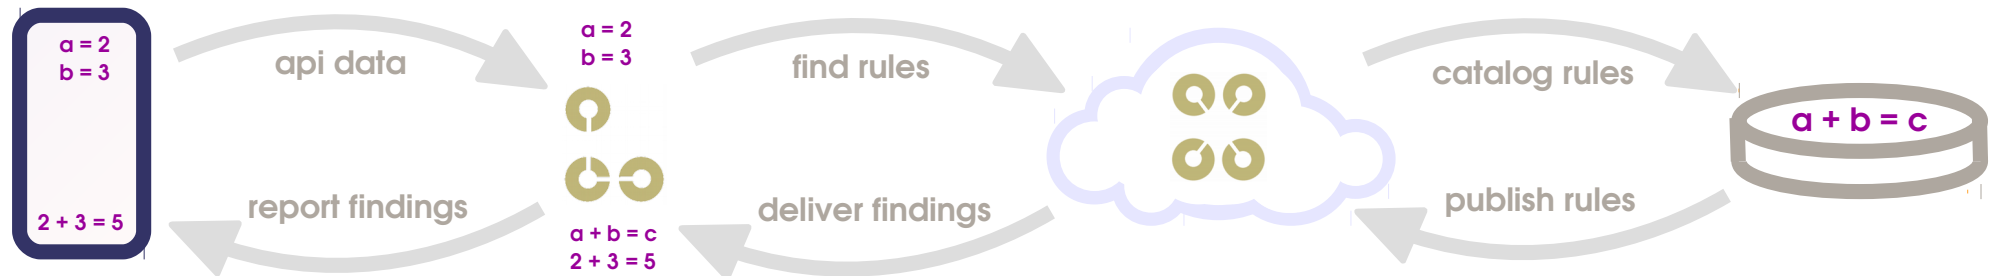 a = 2
b = 3
2 + 3 = 5
api data
report findings
a = 2
b = 3
a + b = c
2 + 3 = 5
find rules
deliver findings
catalog rules
publish rules
a + b = c